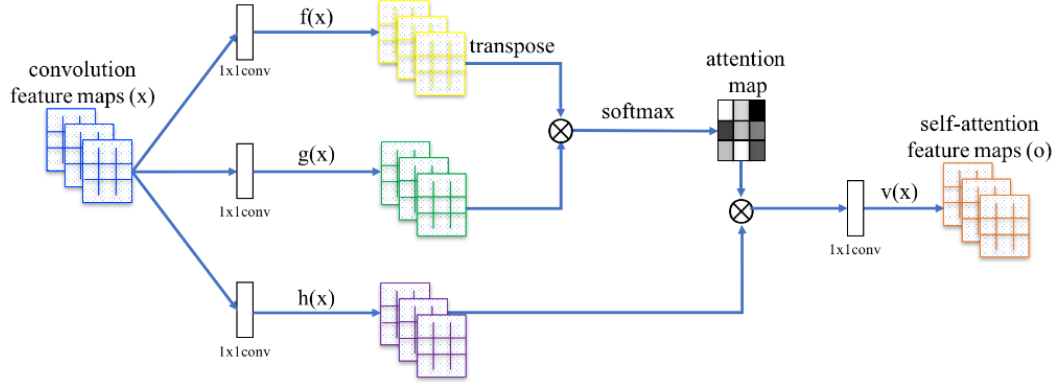 f(x)
transpose
1x1conv
convolution
feature maps (x)
attention
map
softmax
self-attention
feature maps (o)
g(x)
1x1conv
v(x)
1x1conv
h(x)
1x1conv